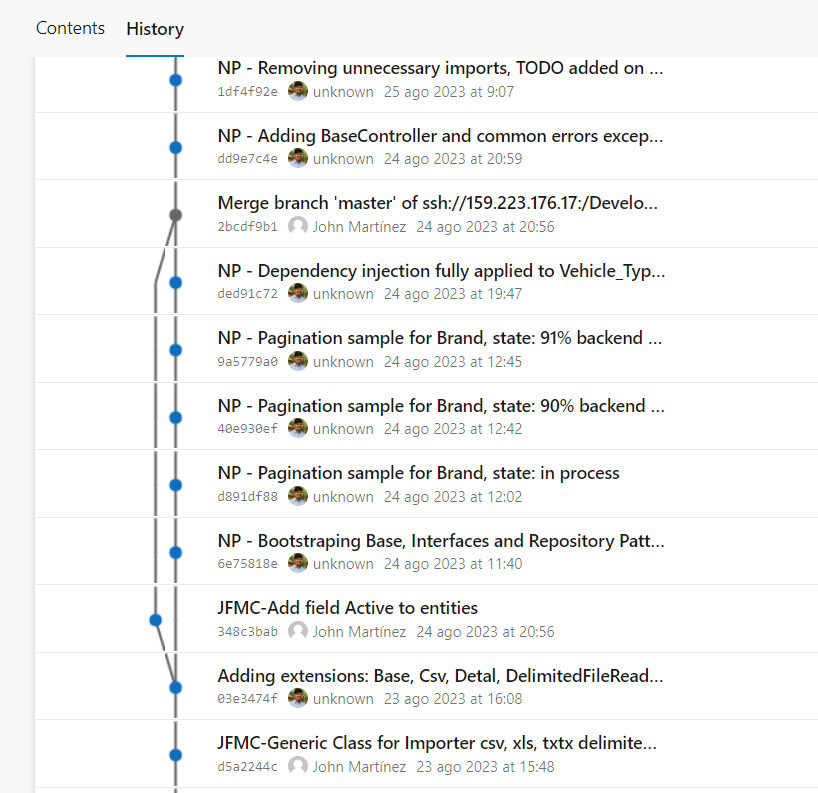 Contents History
NP - Removing unnecessary imports, TODO added on ...
1df4f92e unknown 25 ago 2023 at 9:07
NP - Adding BaseController and common errors excep...
dd9e7c4e unknown 24 ago 2023 at 20:59
Merge branch 'master' of ssh://159.223.176.17:/Develo...
2bcdf9b1 John Martínez 24 ago 2023 at 20:56
NP - Dependency injection fully applied to Vehicle_Typ...
ded91c72 unknown 24 ago 2023 at 19:47
NP - Pagination sample for Brand, state: 91% backend ...
9a5779a0 unknown 24 ago 2023 at 12:45
NP - Pagination sample for Brand, state: 90% backend ...
40e930ef unknown 24 ago 2023 at 12:42
NP - Pagination sample for Brand, state: in process
d891df88 unknown 24 ago 2023 at 12:02
NP - Bootstraping Base, Interfaces and Repository Patt...
6e75818e unknown 24 ago 2023 at 11:40
JFMC-Add field Active to entities
348c3bab John Martínez 24 ago 2023 at 20:56
Adding extensions: Base, Csv, Detal, DelimitedFileRead...
03e3474f unknown 23 ago 2023 at 16:08
JFMC-Generic Class for Importer csv, xls, txtx delimite...
d5a2244c John Martínez 23 ago 2023 at 15:48